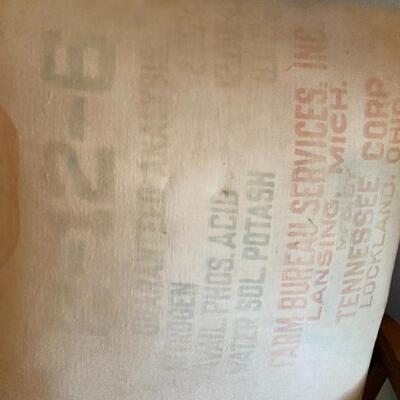 -12-6
GUARANTEED ANALYSIS
NITROGEN
AVAIL. PHOS. ACID
WATER SOL. POTASH
FARM BUREAU SERVICES, INC.
LANSING, MICH.
TENNESSEE CORP.
LOCKLAND, OHIO